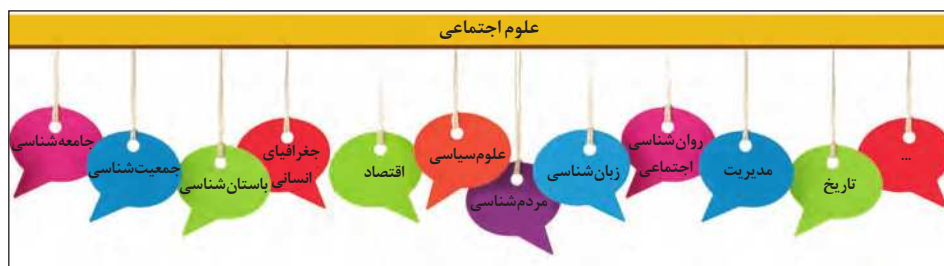 علوم اجتماعی
...
تاریخ
مدیریت
روان‌شناسی
اجتماعی
زبان‌شناسی
مردم‌شناسی
علوم سیاسی
اقتصاد
جغرافیای
انسانی
باستان‌شناسی
جمعیت‌شناسی
جامعه‌شناسی